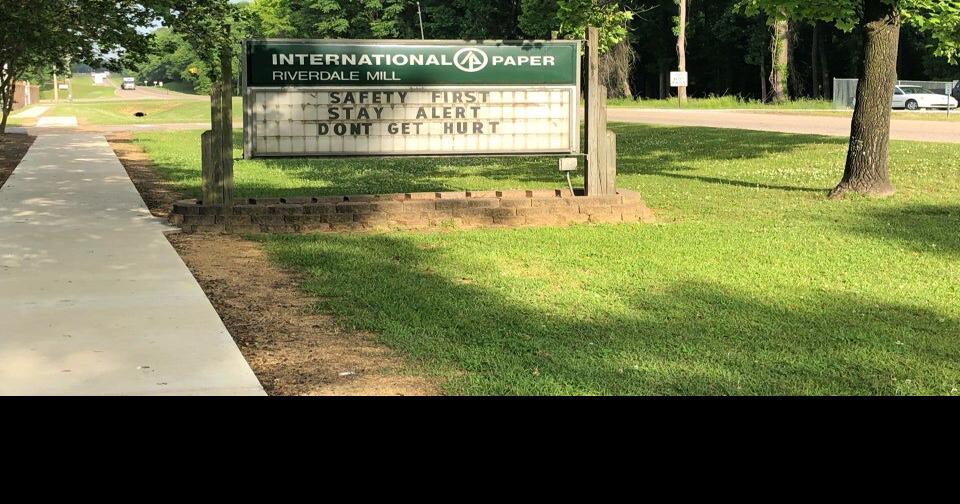 INTERNATIONAL PAPER
RIVERDALE MILL
SAFETY FIRST
STAY ALERT
DONT GET HURT